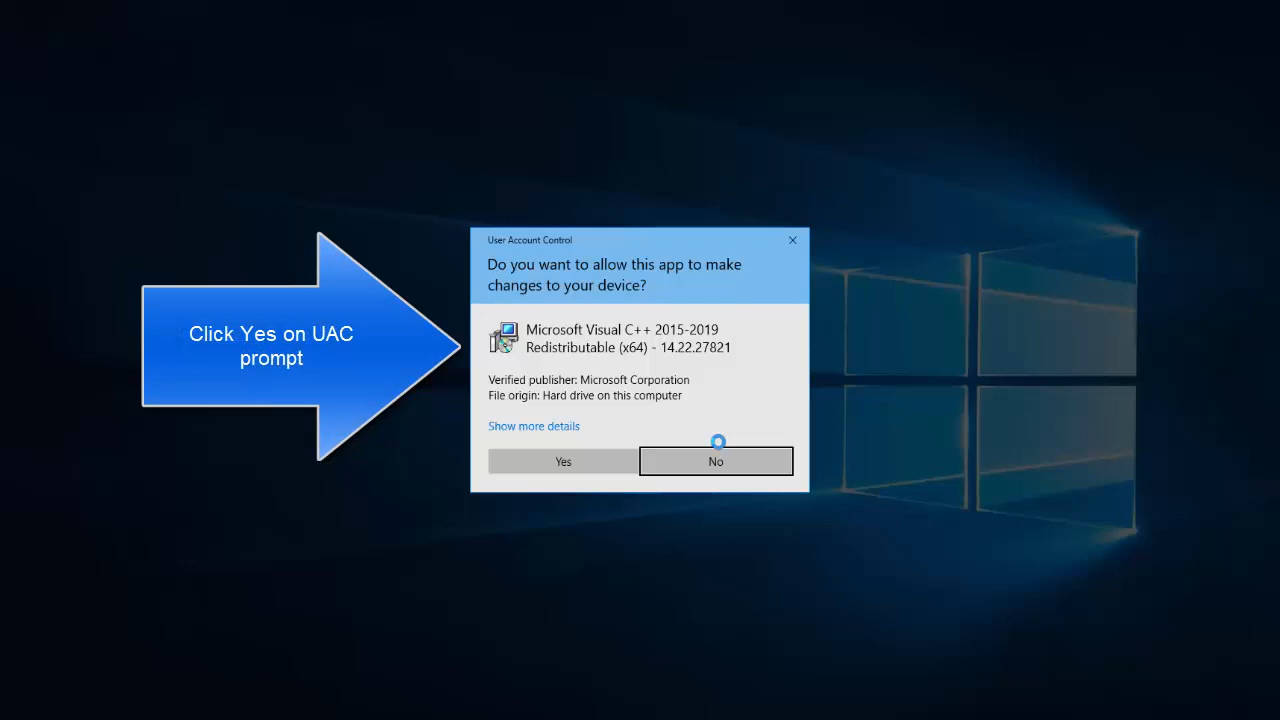 Click Yes on UAC
prompt
User Account Control
Do you want to allow this app to make
changes to your device?
Microsoft Visual C++ 2015-2019
Redistributable (x64) - 14.22.27821
Verified publisher: Microsoft Corporation
File origin: Hard drive on this computer
Show more details
Yes
No